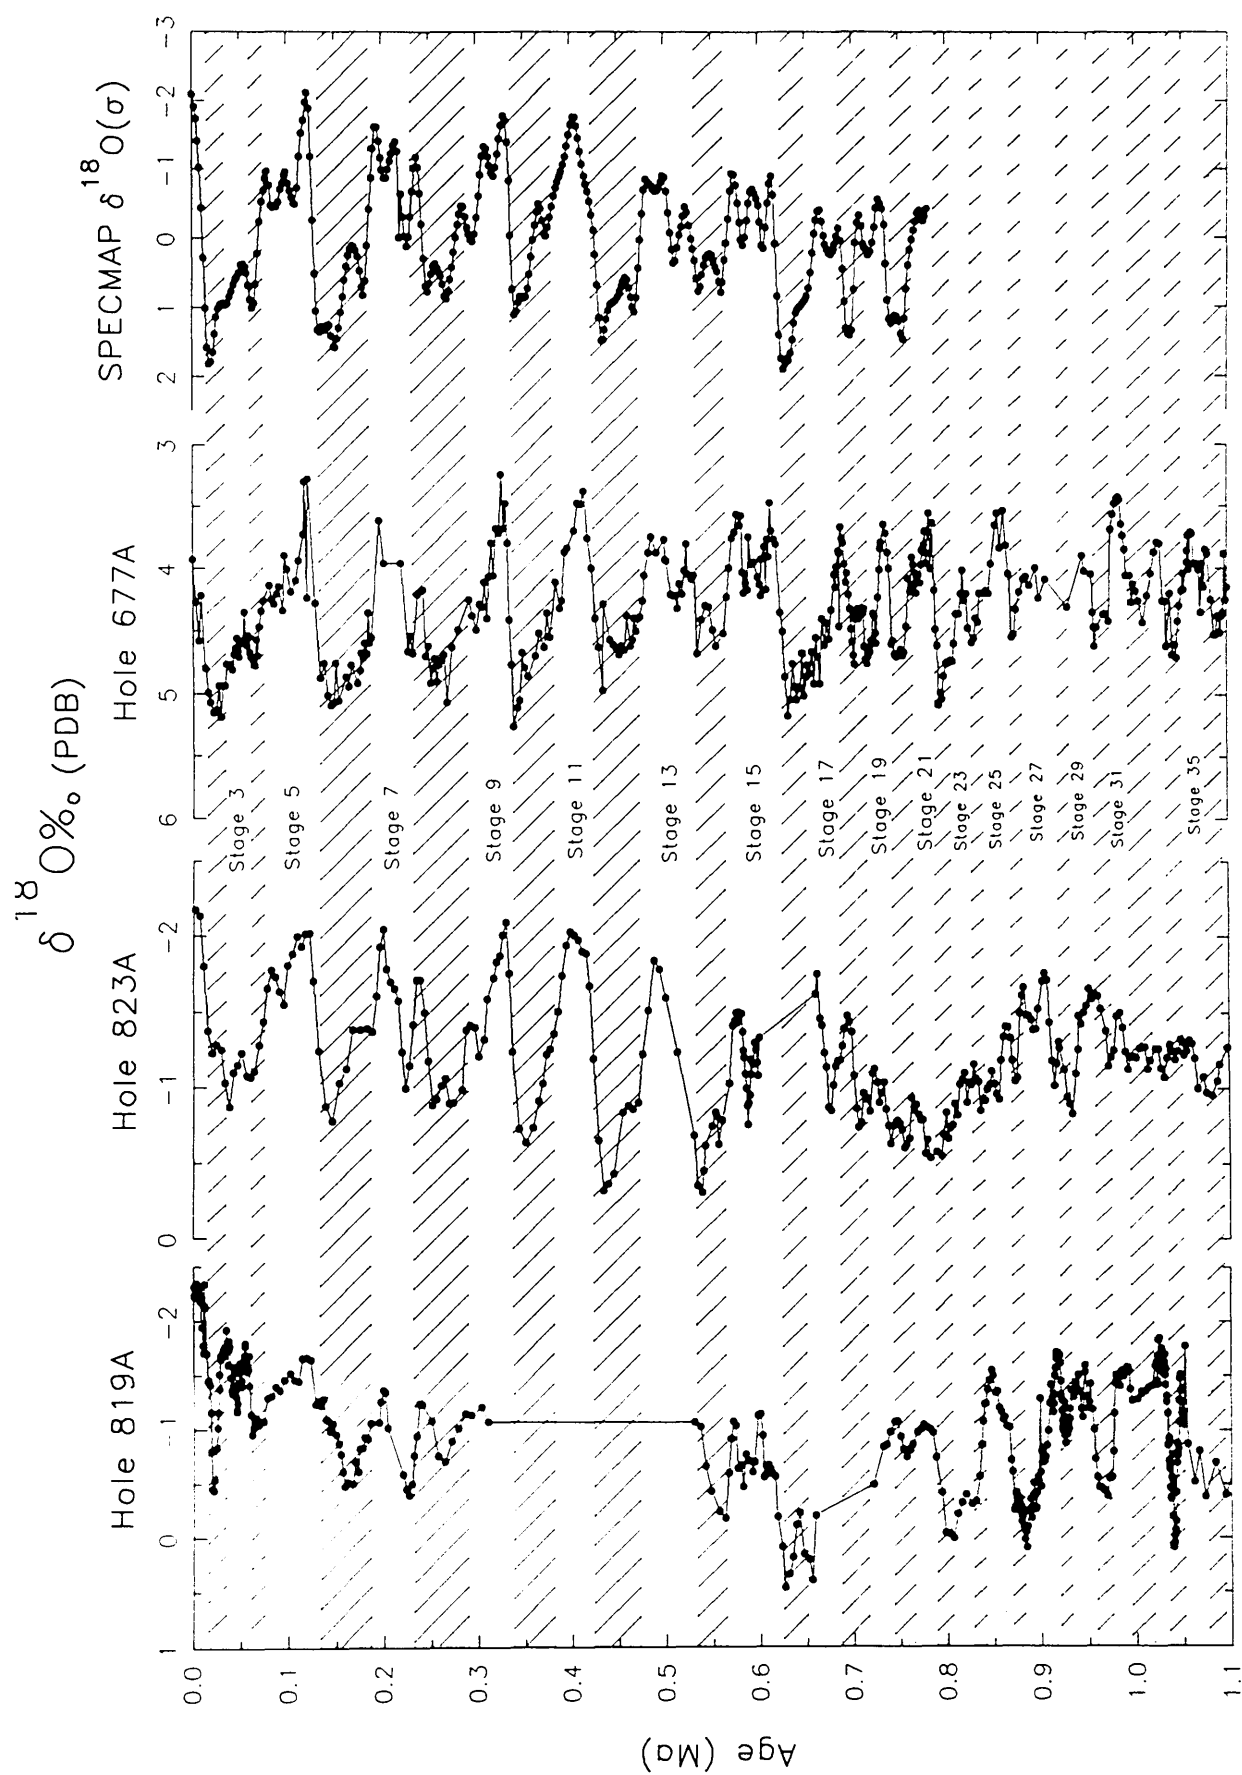 δ ¹⁸O‰ (PDB)
Hole 819A
Hole 823A
Hole 677A
SPECMAP δ ¹⁸O(σ)
1 0 −1 −2
0 −1 −2
6 5 4 3
2 1 0 −1 −2 −3
Stage 3
Stage 5
Stage 7
Stage 9
Stage 11
Stage 13
Stage 15
Stage 17
Stage 19
Stage 21
Stage 23
Stage 25
Stage 27
Stage 29
Stage 31
Stage 35
0.0
0.1
0.2
0.3
0.4
0.5
0.6
0.7
0.8
0.9
1.0
1.1
Age (Ma)